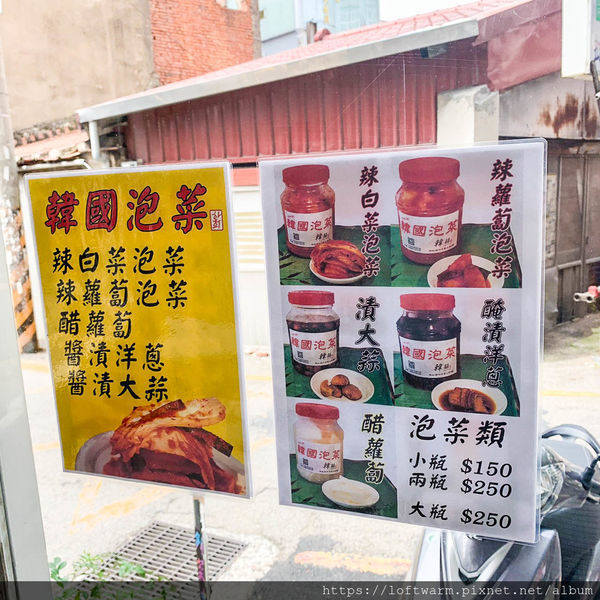 韓國泡菜
辣白菜泡菜
辣蘿蔔泡菜
醋蘿蔔
醬漬洋蔥
醬漬大蒜
辣白菜泡菜
韓國泡菜
辣蘿蔔泡菜
韓國泡菜
漬大蒜
韓國泡菜
醃漬洋蔥
韓國泡菜
醋蘿蔔
韓國泡菜
泡菜類
小瓶 $150
兩瓶 $250
大瓶 $250
https://loftwarm.pixnet.net/album